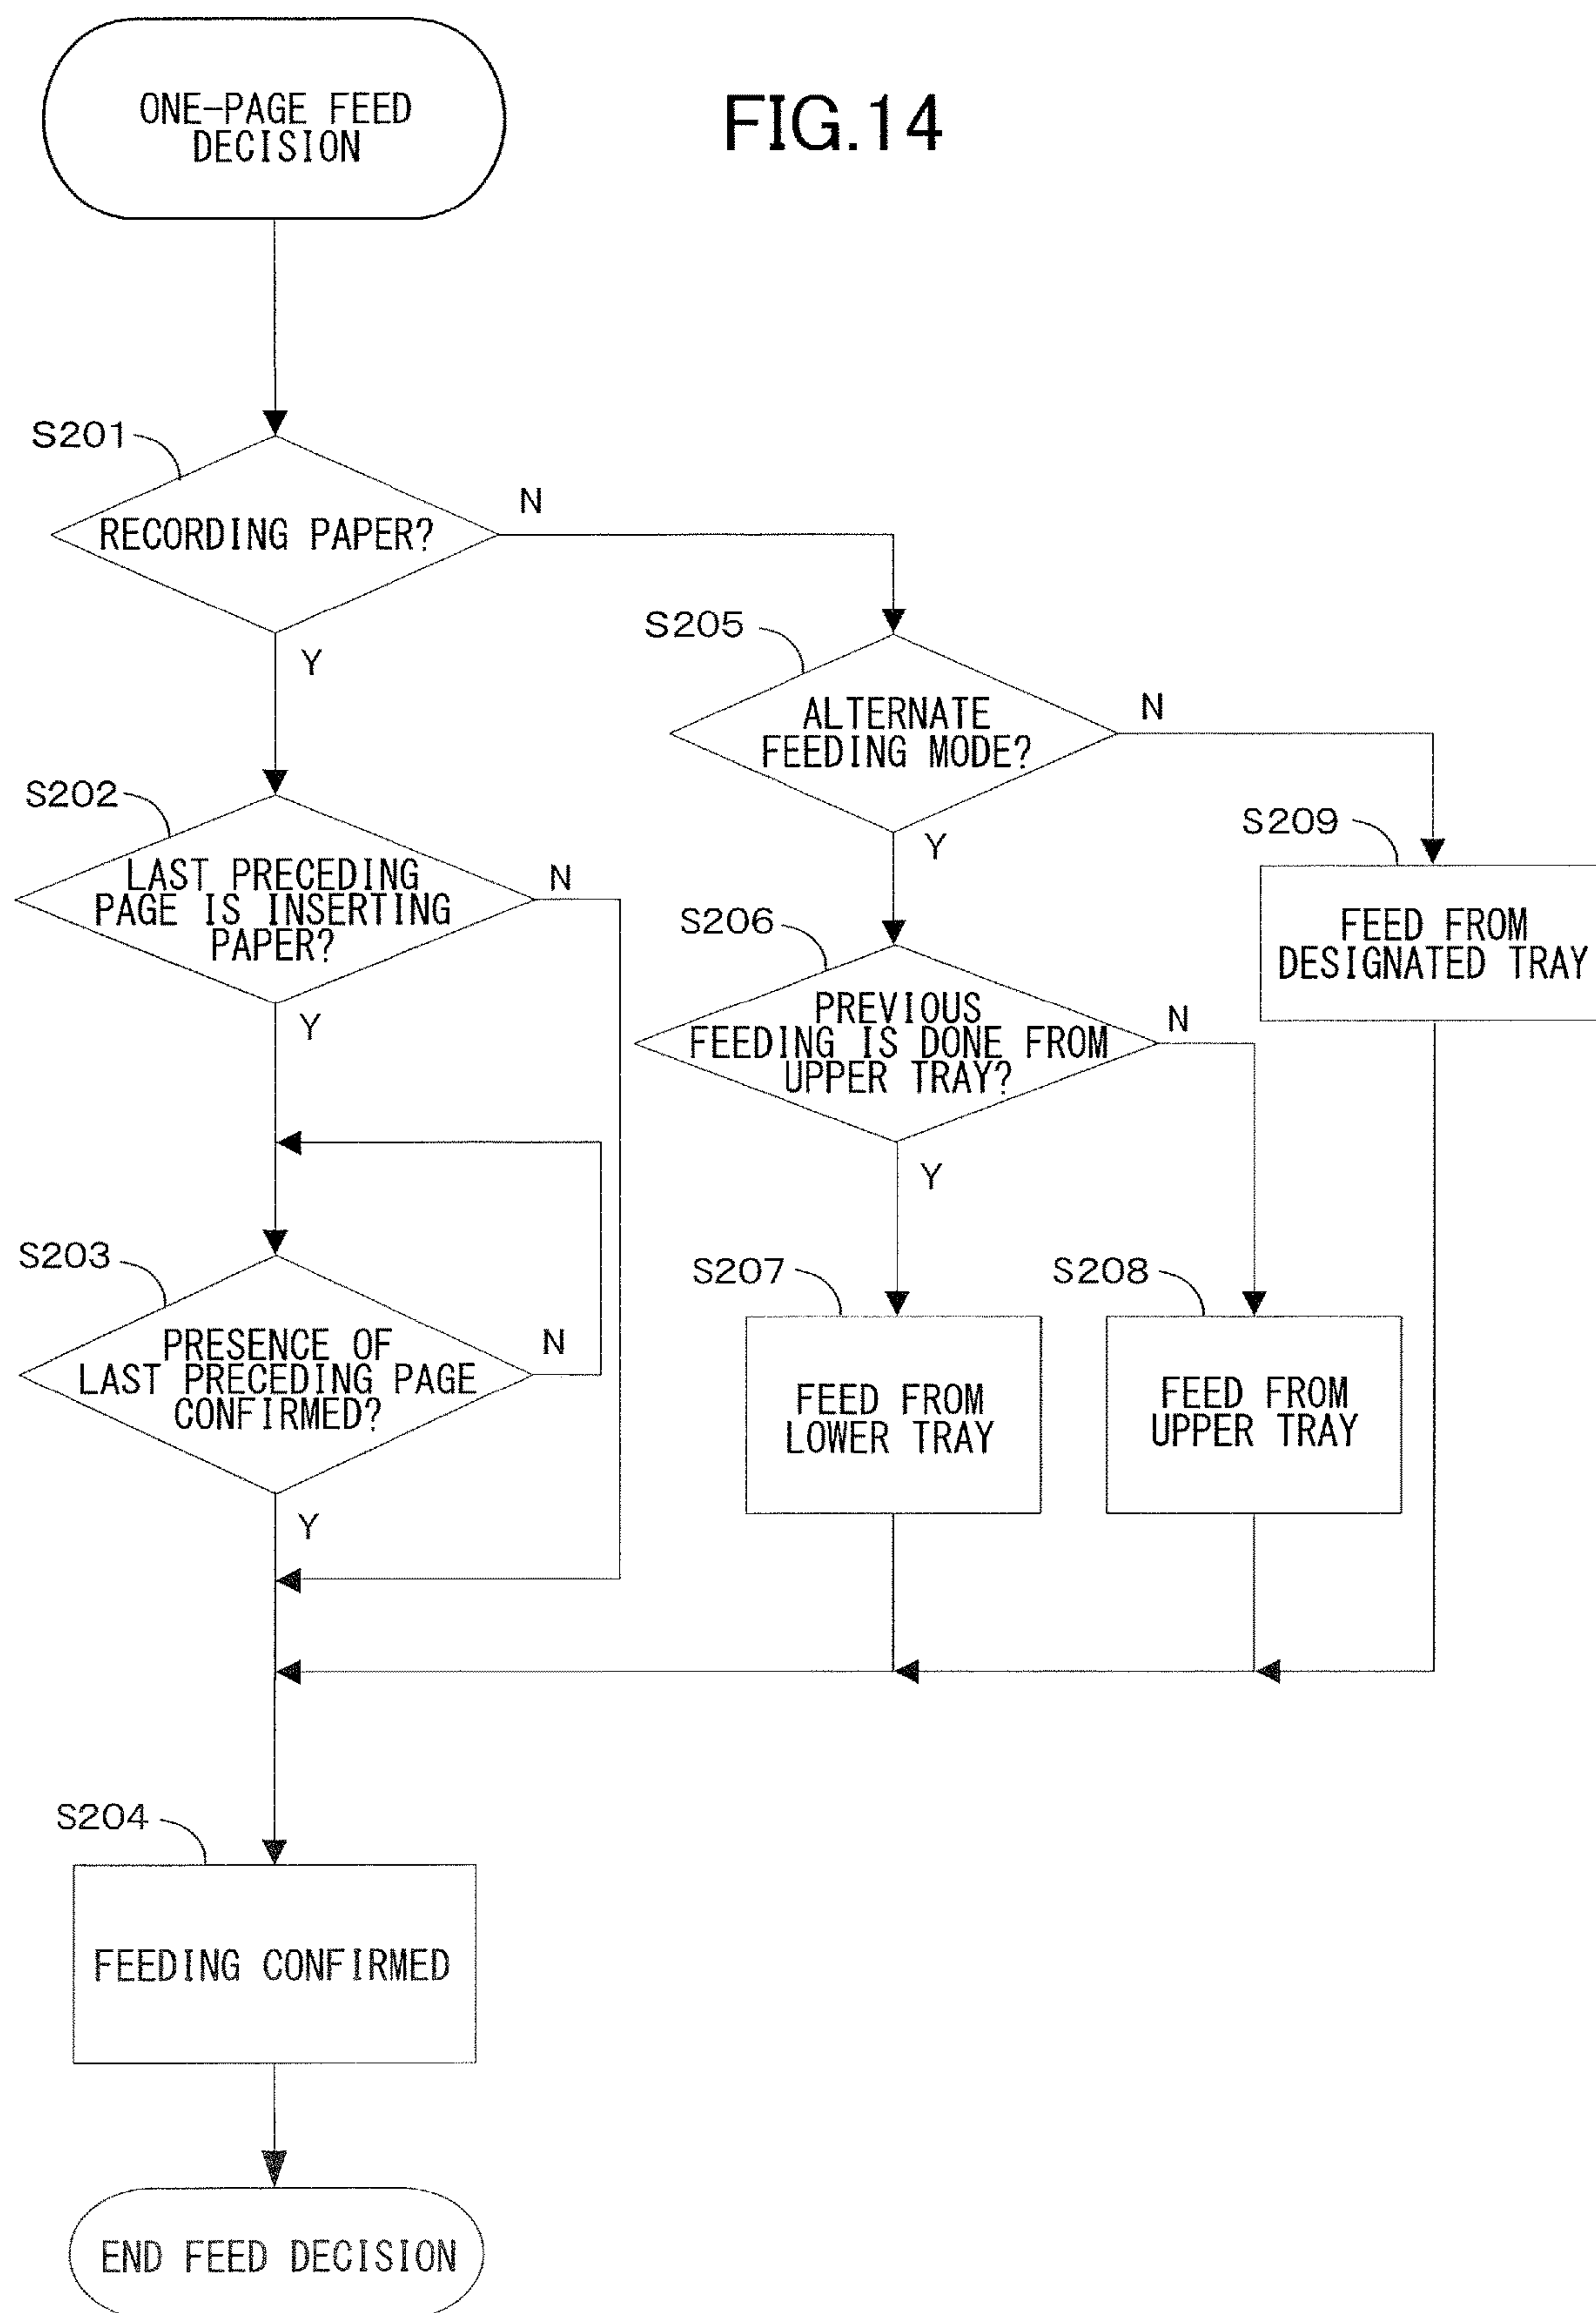 ONE-PAGE FEED
DECISION
FIG.14
S201
RECORDING PAPER?
N
Y
S205
ALTERNATE
FEEDING MODE?
N
Y
S202
LAST PRECEDING
PAGE IS INSERTING
PAPER?
N
Y
S209
FEED FROM
DESIGNATED TRAY
S206
PREVIOUS
FEEDING IS DONE FROM
UPPER TRAY?
N
Y
S203
PRESENCE OF
LAST PRECEDING PAGE
CONFIRMED?
N
Y
S207
FEED FROM
LOWER TRAY
S208
FEED FROM
UPPER TRAY
S204
FEEDING CONFIRMED
END FEED DECISION